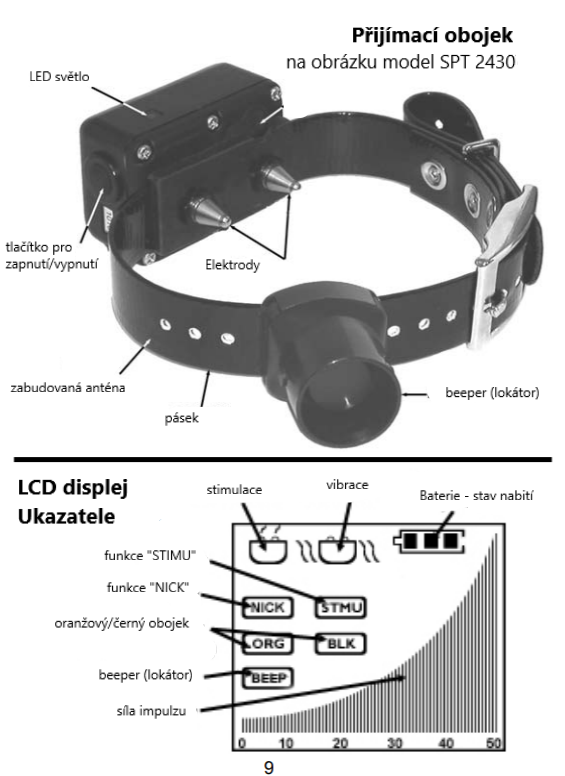 Přijímací obojek
na obrázku model SPT 2430
LED světlo
tlačítko pro
zapnutí/vypnutí
Elektrody
zabudovaná anténa
beeper (lokátor)
pásek
LCD displej
Ukazatele
stimulace
vibrace
Baterie - stav nabití
funkce "STIMU"
funkce "NICK"
oranžový/černý obojek
beeper (lokátor)
síla impulzu
NICK
STMU
ORG
BLK
BEEP
0 10 20 30 40 50
9